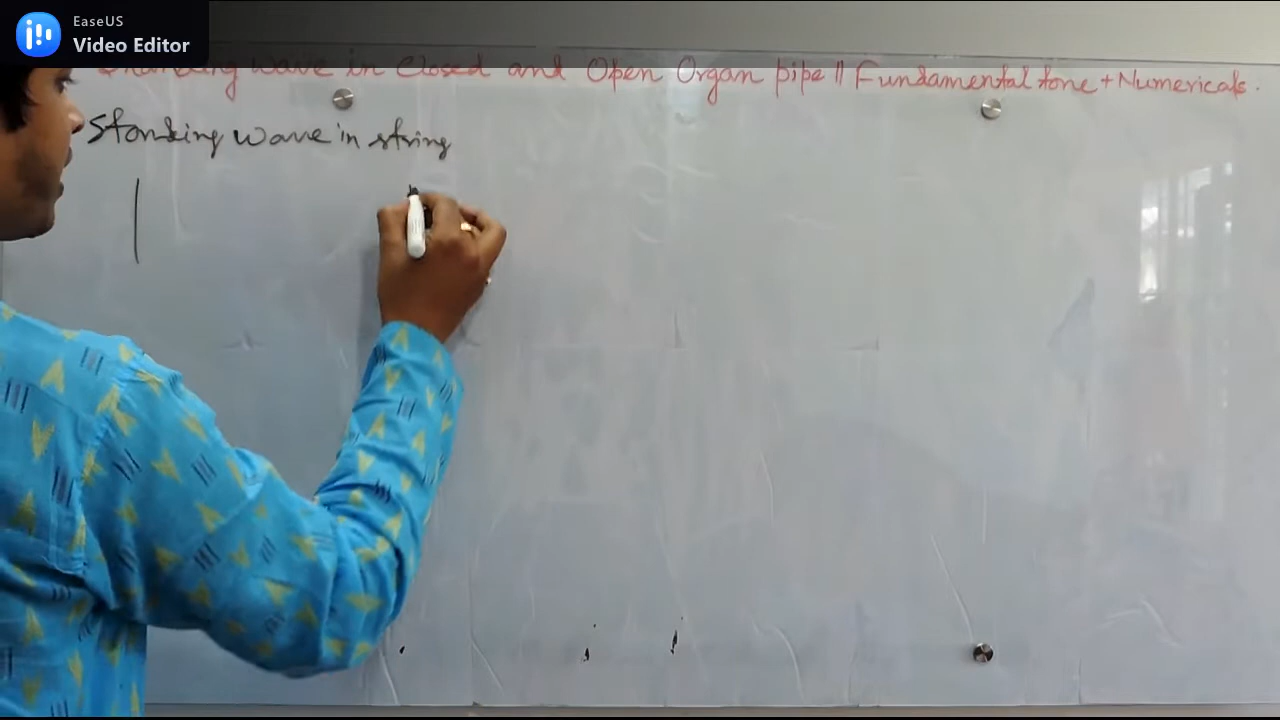 EaseUS
Video Editor
Standing wave in Closed and Open Organ pipe || Fundamental tone + Numericals.
Standing wave in string